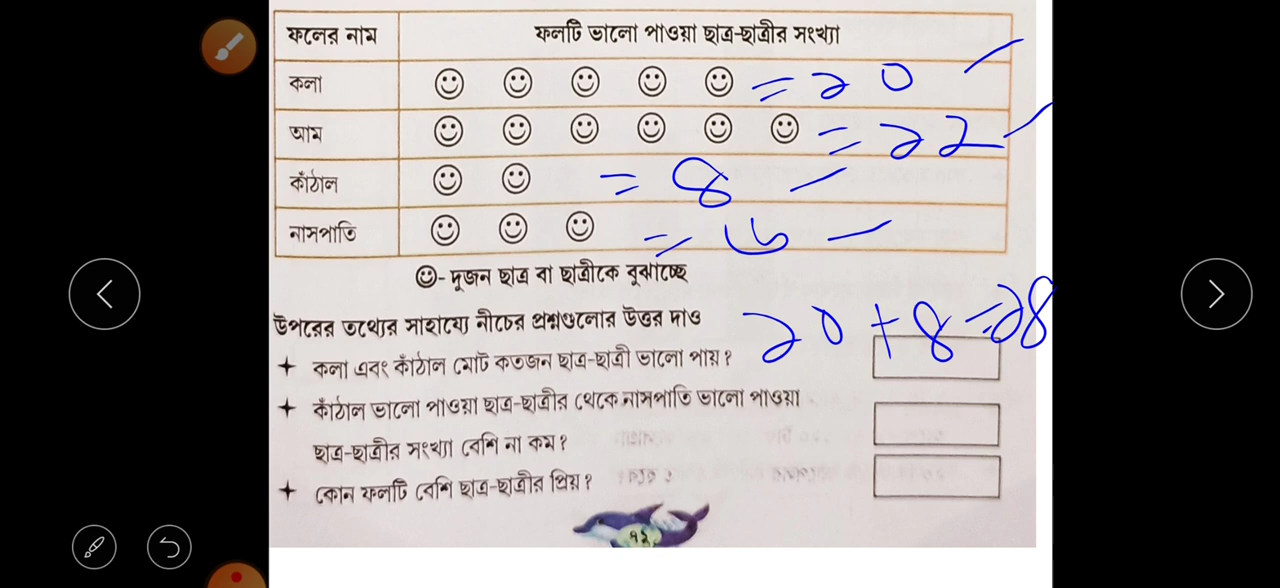 ফলের নাম ফলটি ভালো পাওয়া ছাত্র-ছাত্রীর সংখ্যা
কলা = ১০
আম = ১২
কাঁঠাল = ৪
নাসপাতি = ৬
- দুজন ছাত্র বা ছাত্রীকে বুঝাচ্ছে
উপরের তথ্যের সাহায্যে নীচের প্রশ্নগুলোর উত্তর দাও
১০ + ৪ = ১৪
কলা এবং কাঁঠাল মোট কতজন ছাত্র-ছাত্রী ভালো পায়?
কাঁঠাল ভালো পাওয়া ছাত্র-ছাত্রীর থেকে নাসপাতি ভালো পাওয়া
ছাত্র-ছাত্রীর সংখ্যা বেশি না কম?
কোন ফলটি বেশি ছাত্র-ছাত্রীর প্রিয়?
৭২